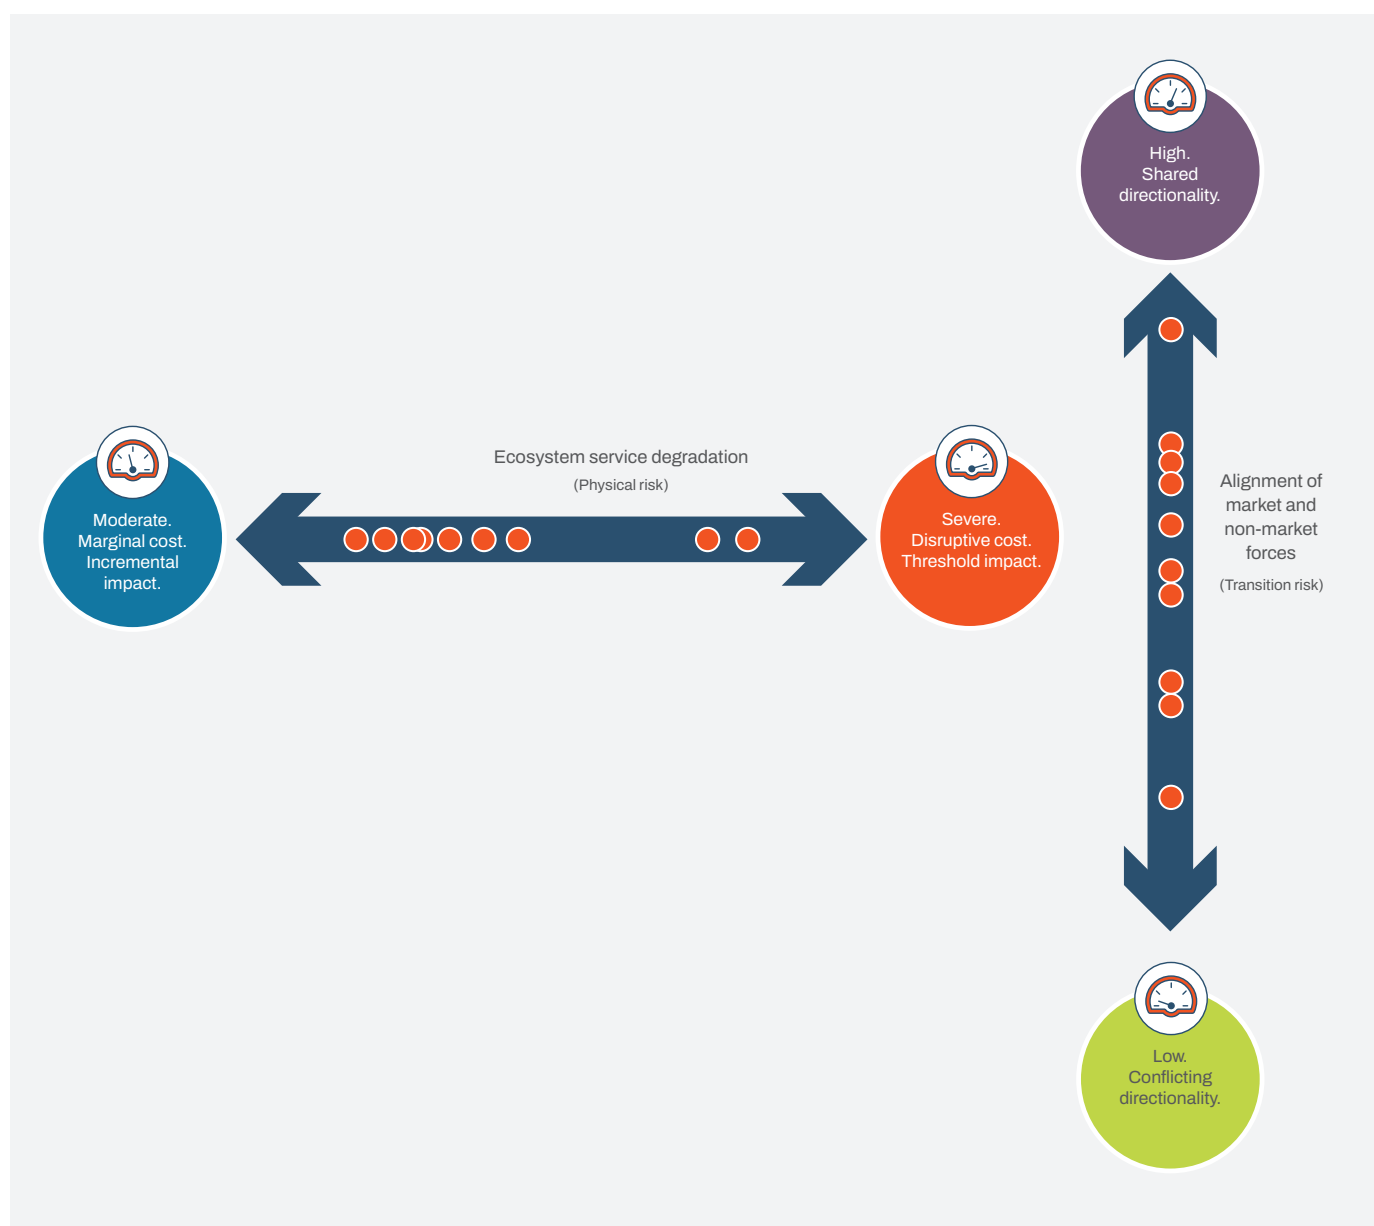 High.
Shared
directionality.
Ecosystem service degradation
(Physical risk)
Moderate.
Marginal cost.
Incremental
impact.
Severe.
Disruptive cost.
Threshold impact.
Alignment of
market and
non-market
forces
(Transition risk)
Low.
Conflicting
directionality.